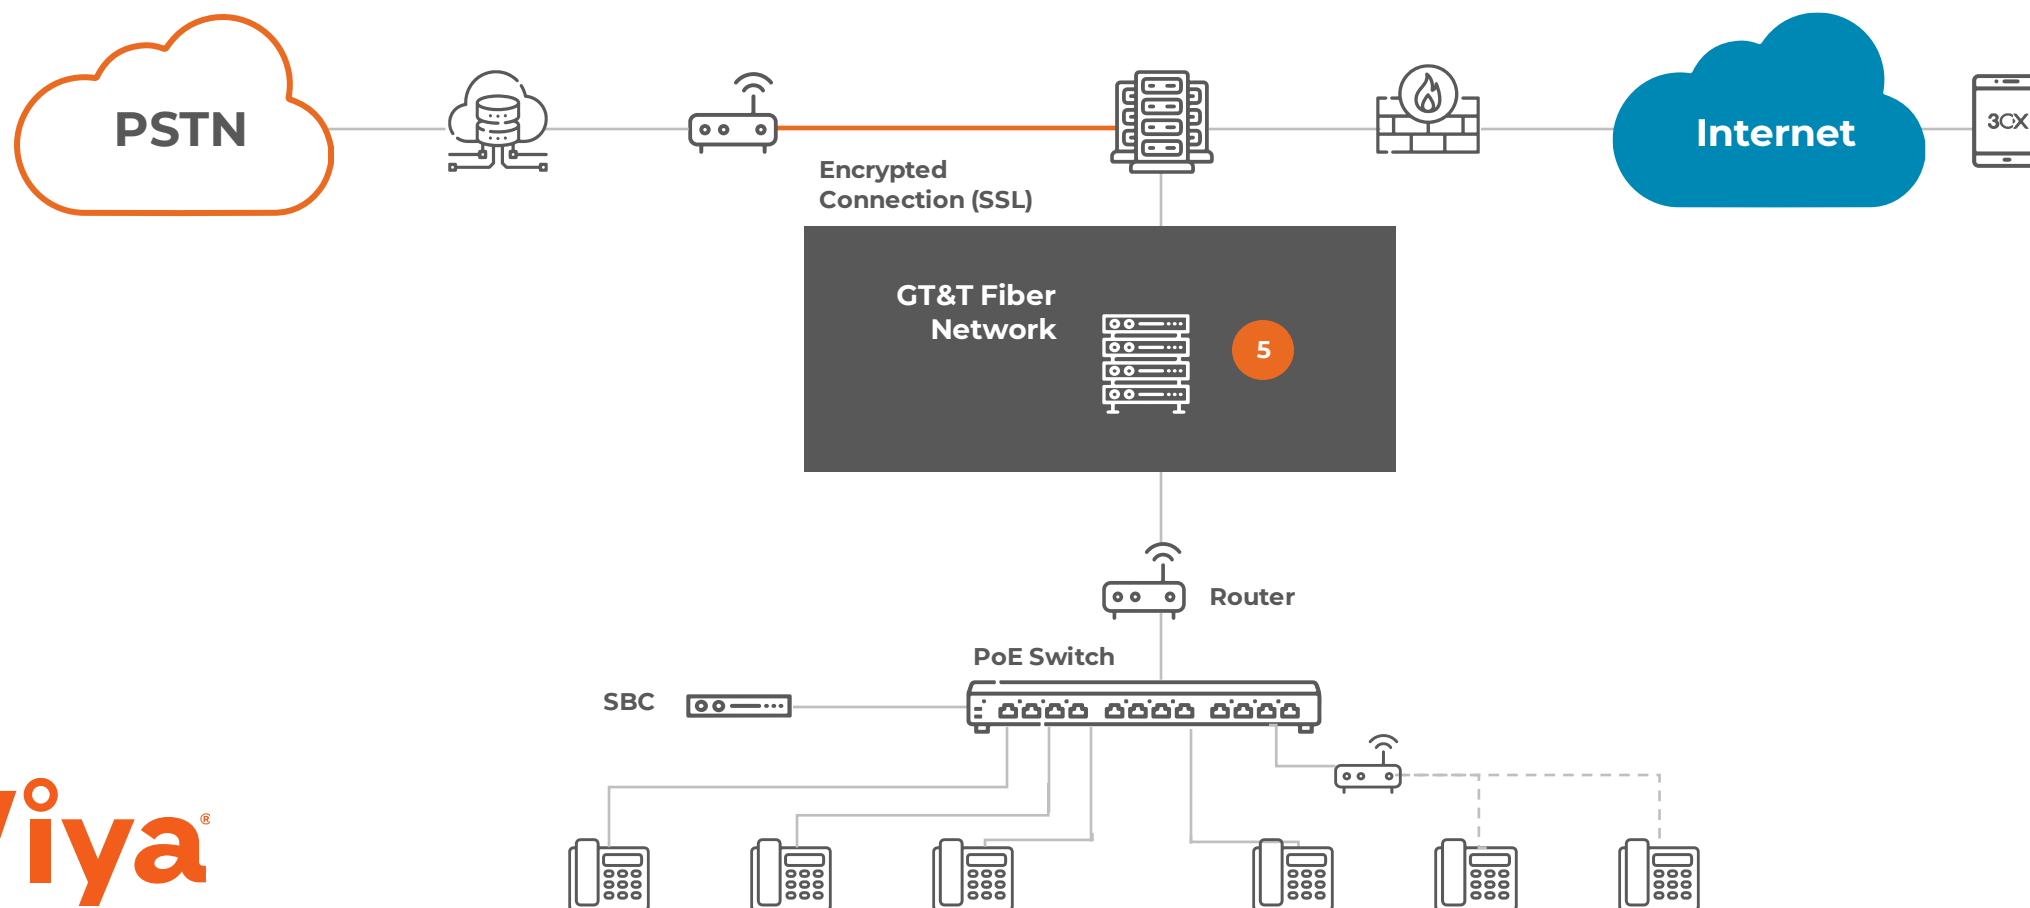 PSTN
Internet
3CX
Encrypted
Connection (SSL)
GT&T Fiber
Network
5
Router
PoE Switch
SBC
Viya®